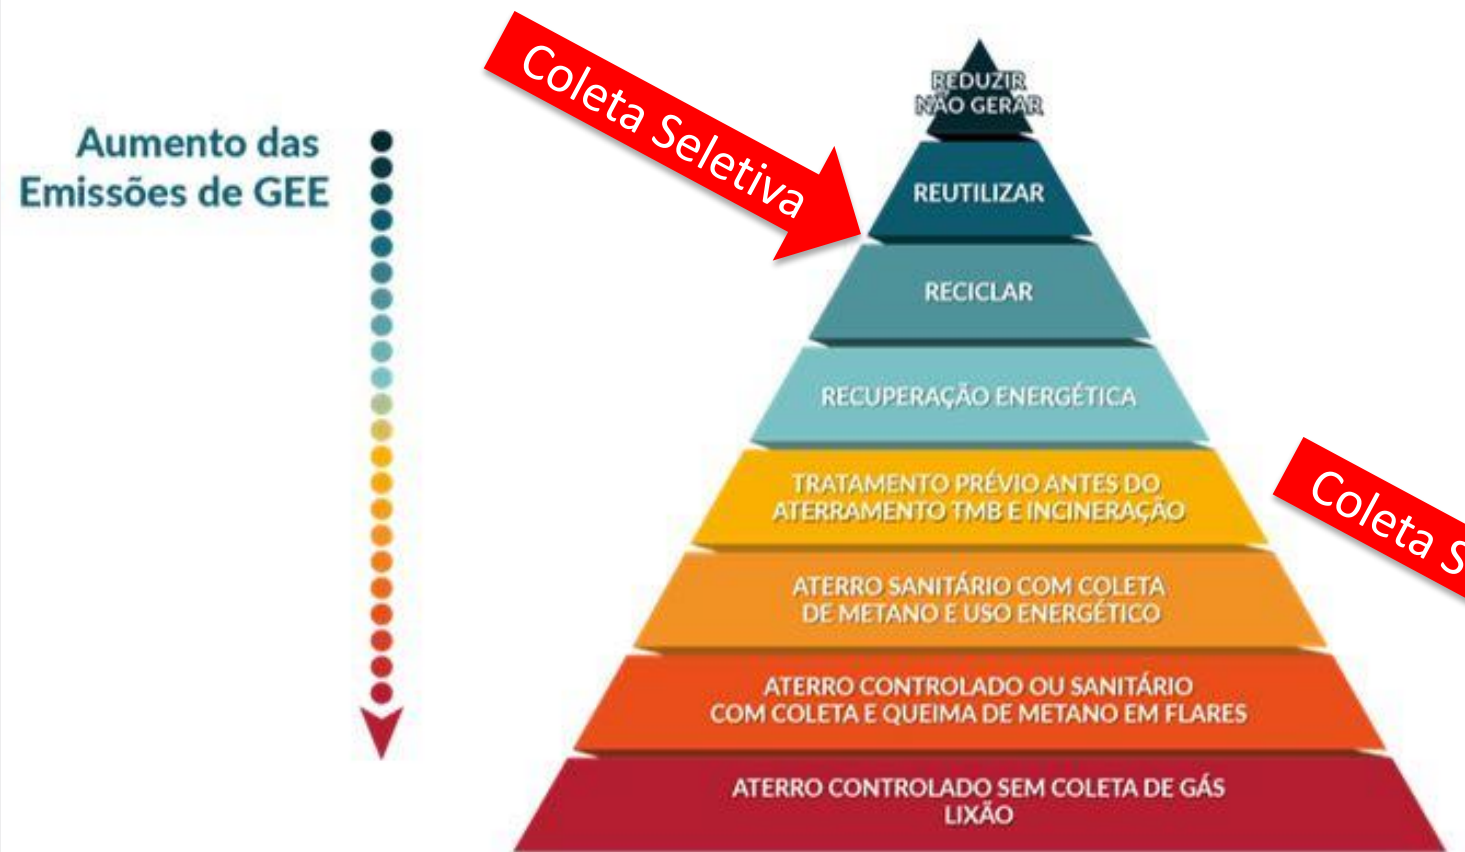 Coleta Seletiva
Aumento das
Emissões de GEE
REDUZIR
NÃO GERAR
REUTILIZAR
RECICLAR
RECUPERAÇÃO ENERGÉTICA
TRATAMENTO PRÉVIO ANTES DO
ATERRAMENTO TMB E INCINERAÇÃO
Coleta S
ATERRO SANITÁRIO COM COLETA
DE METANO E USO ENERGÉTICO
ATERRO CONTROLADO OU SANITÁRIO
COM COLETA E QUEIMA DE METANO EM FLARES
ATERRO CONTROLADO SEM COLETA DE GÁS
LIXÃO